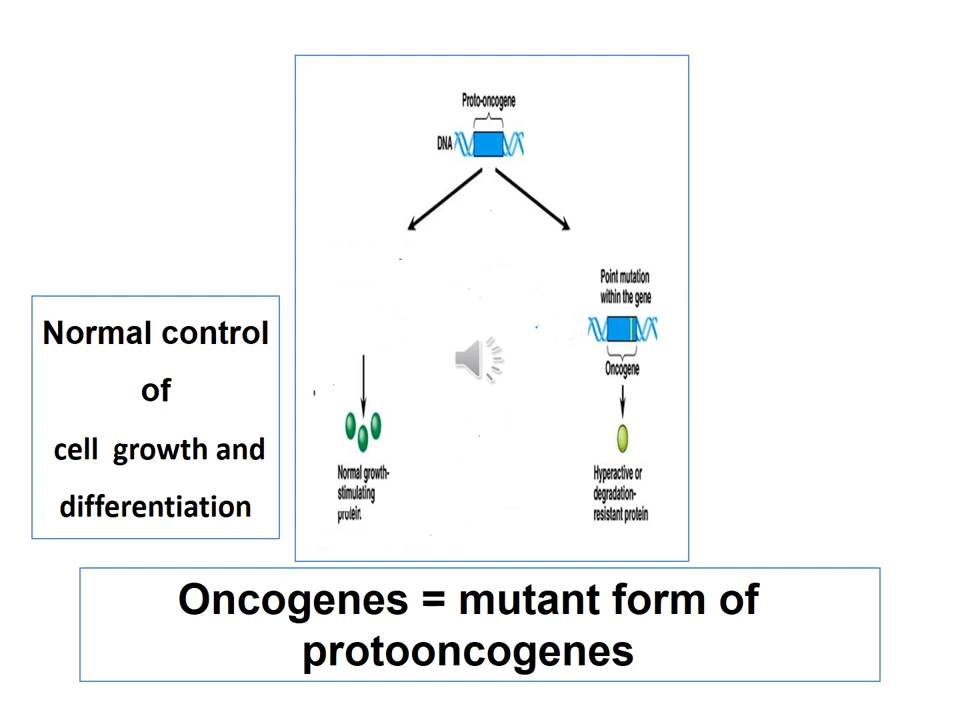 Proto-oncogene
DNA
Point mutation
within the gene
Oncogene
Normal control
of
cell growth and
differentiation
Normal growth-
stimulating
protein.
Hyperactive or
degradation-
resistant protein
Oncogenes = mutant form of
protooncogenes